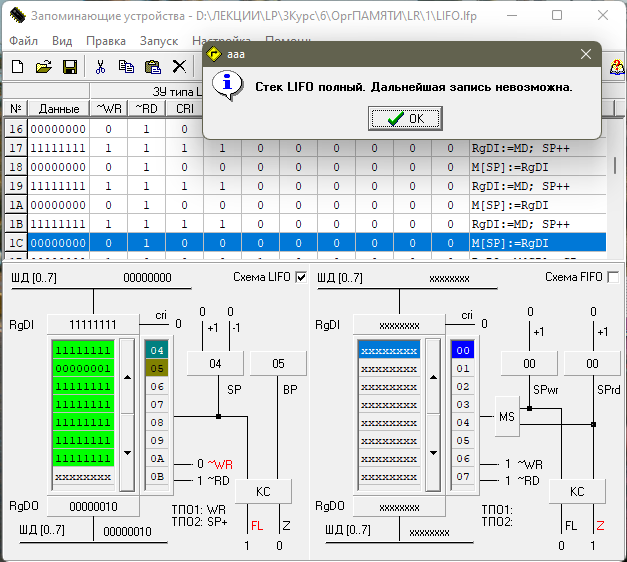 Запоминающие устройства - D:\ЛЕКЦИИ\LP\3Курс\6\ОргПАМЯТИ\LR\1\LIFO.lfp
Файл Вид Правка Запуск
aaa
Стек LIFO полный. Дальнейшая запись невозможна.
OK
ЗУ типа L
№ Данные ~WR ~RD CRI
16 00000000 0 1 0
17 11111111 1 1 1 1 0 0 0 0 0 0 RgDI:=MD; SP++
18 00000000 0 1 0 0 0 0 0 0 0 0 M[SP]:=RgDI
19 11111111 1 1 1 1 0 0 0 0 0 0 RgDI:=MD; SP++
1A 00000000 0 1 0 0 0 0 0 0 0 0 M[SP]:=RgDI
1B 11111111 1 1 1 1 0 0 0 0 0 0 RgDI:=MD; SP++
1C 00000000 0 1 0 0 0 0 0 0 0 0 M[SP]:=RgDI
ШД [0..7] 00000000 Схема LIFO
RgDI 11111111 cri 0 0 0
+1 -1
11111111 04 04 05
00000001 05 SP BP
11111111 06
11111111 07
11111111 08
11111111 09
11111111 0A 0 ~WR
xxxxxxxx 0B 1 ~RD
КС
RgDO 00000010 ТПО1: WR
ТПО2: SP+ FL Z
ШД [0..7] 00000010 1 0
ШД [0..7] xxxxxxxx Схема FIFO
RgDI xxxxxxxx cri 0 0 0
+1 +1
xxxxxxxx 00 00 00
xxxxxxxx 01 SPwr SPrd
xxxxxxxx 02
xxxxxxxx 03 MS
xxxxxxxx 04
xxxxxxxx 05
xxxxxxxx 06 1 ~WR
xxxxxxxx 07 1 ~RD
КС
RgDO xxxxxxxx ТПО1:
ТПО2: FL Z
ШД [0..7] xxxxxxxx 0 1